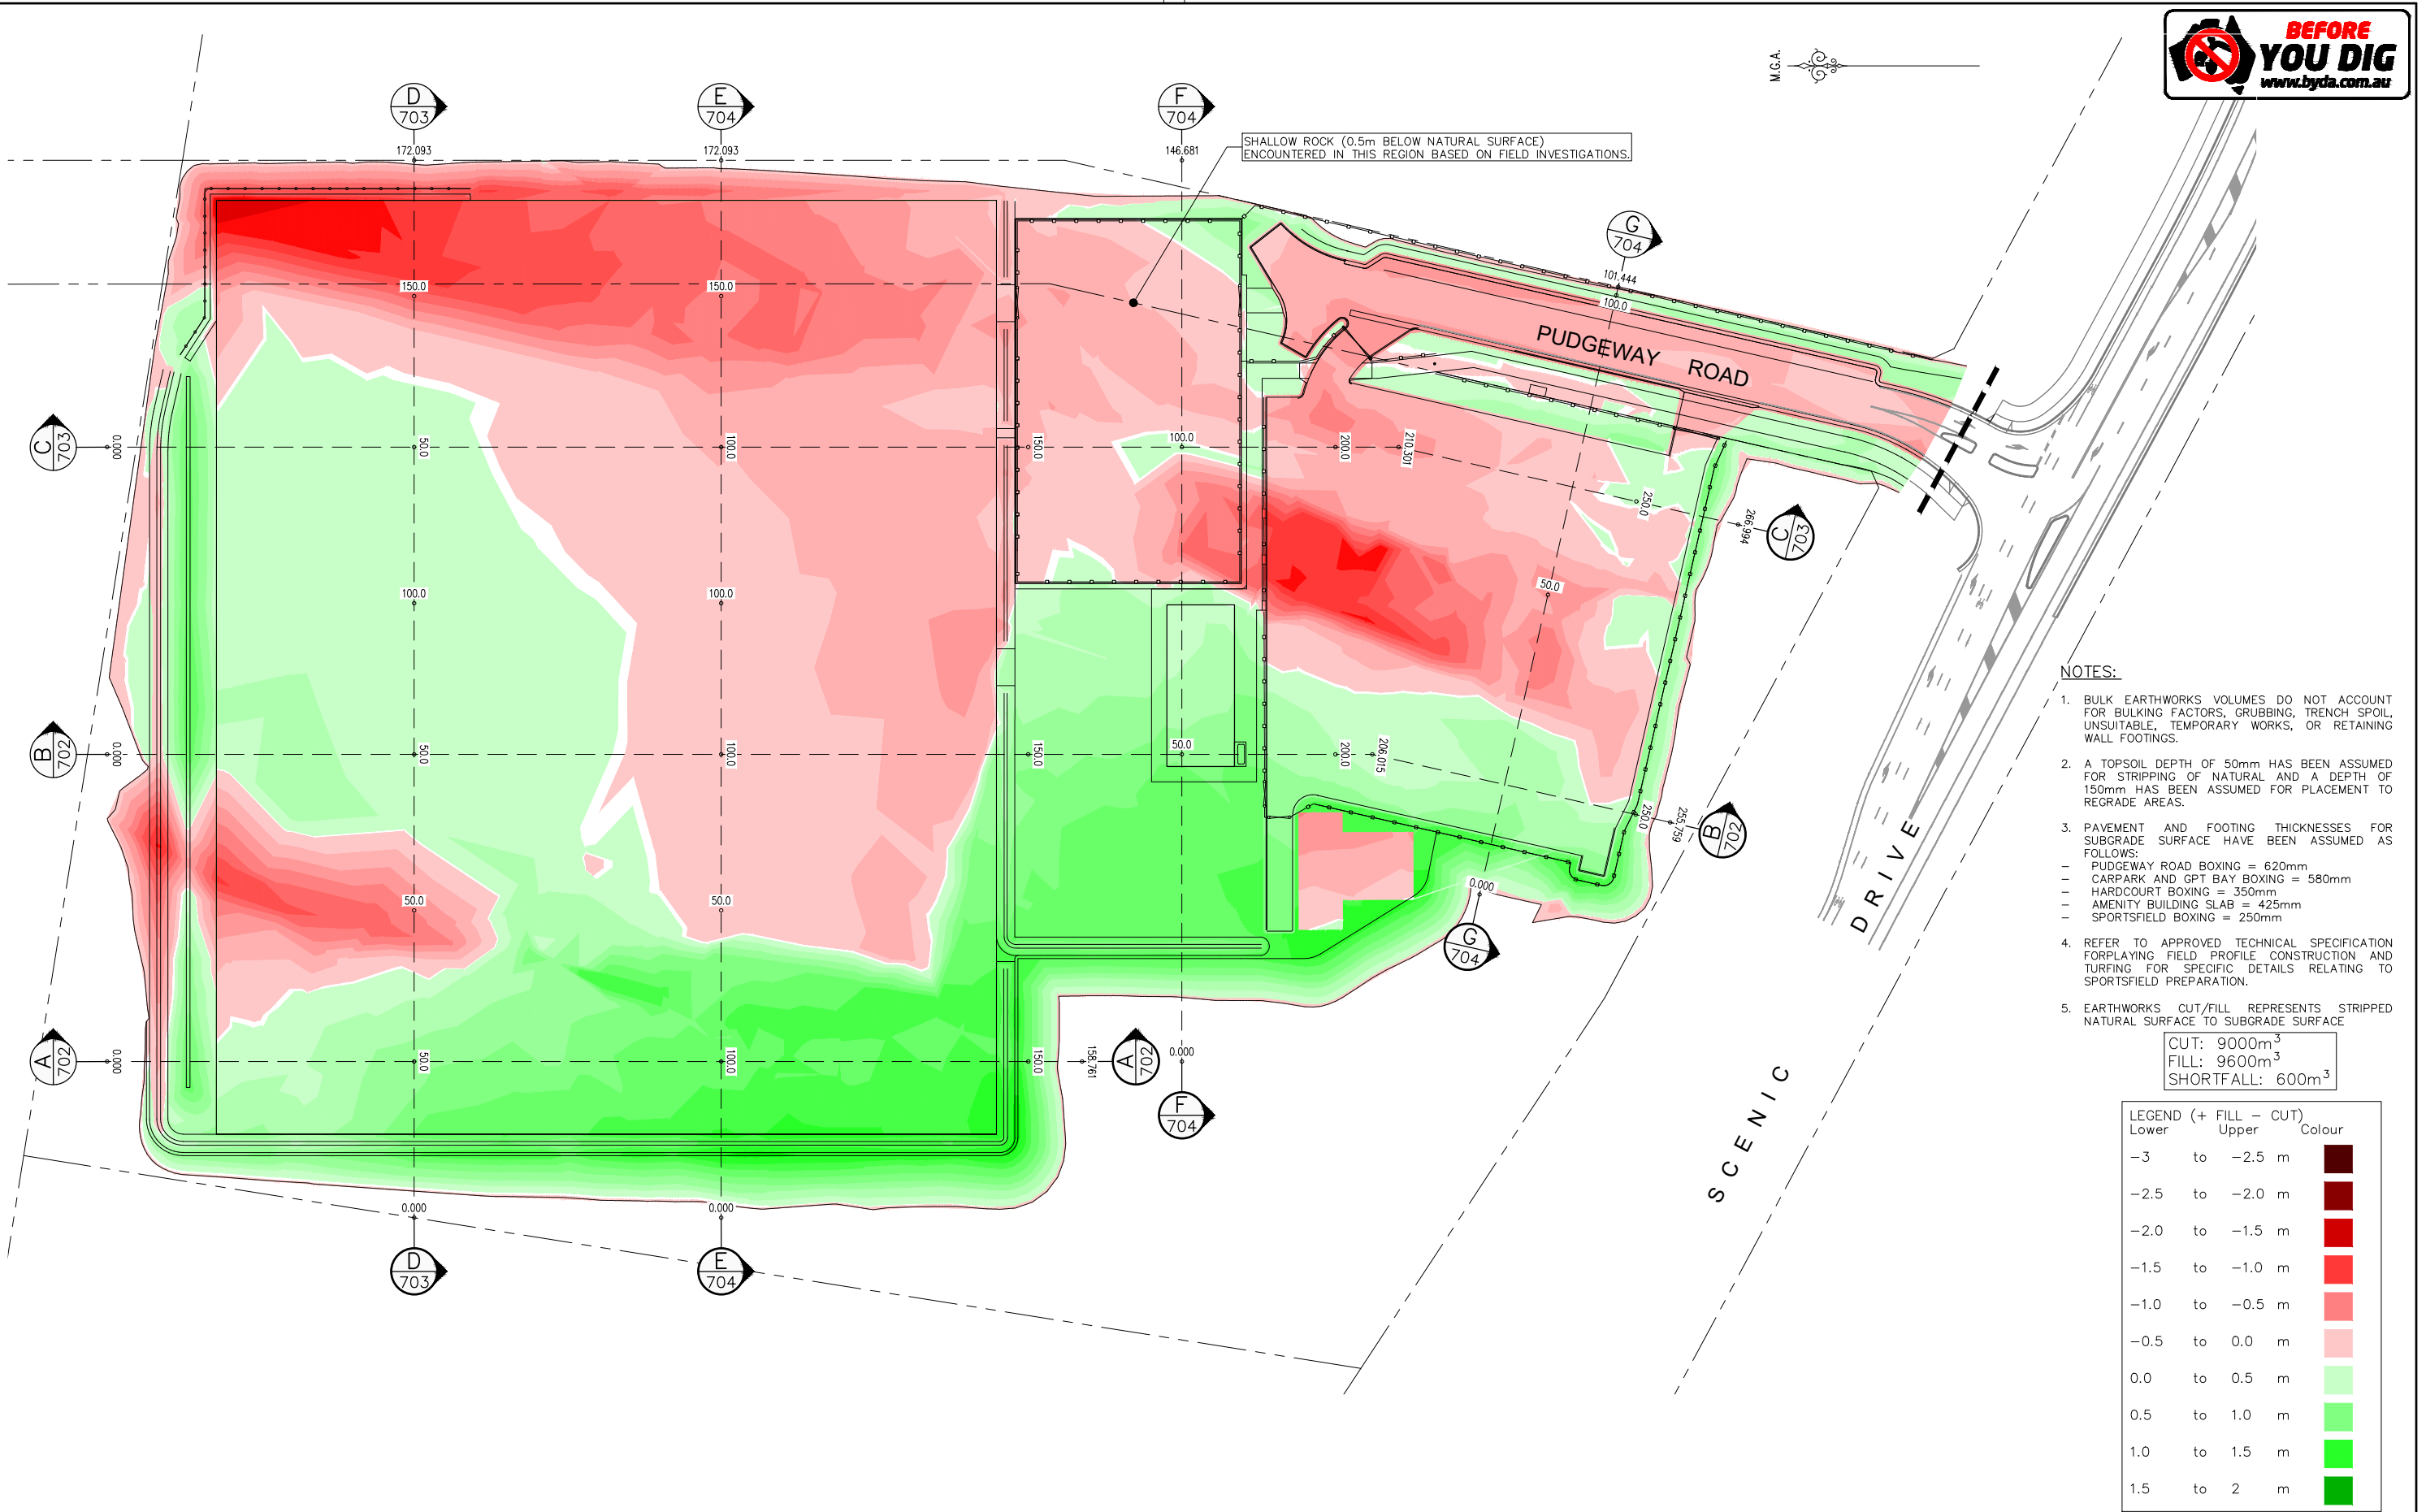 BEFORE
YOU DIG
www.byda.com.au
M.G.A.
D
703
E
704
F
704
172.093
172.093
146.681
SHALLOW ROCK (0.5m BELOW NATURAL SURFACE)
ENCOUNTERED IN THIS REGION BASED ON FIELD INVESTIGATIONS.
G
704
101.444
100.0
150.0
150.0
PUDGEWAY ROAD
C
703
0.000
50.0
100.0
150.0
100.0
200.0
210.301
250.0
266.994
C
703
100.0
100.0
50.0
B
702
0.000
50.0
100.0
150.0
50.0
200.0
206.015
250.0
255.759
B
702
50.0
50.0
0.000
G
704
A
702
0.000
50.0
100.0
150.0
158.761
A
702
0.000
F
704
0.000
0.000
D
703
E
704
SCENIC DRIVE
NOTES:
1. BULK EARTHWORKS VOLUMES DO NOT ACCOUNT
FOR BULKING FACTORS, GRUBBING, TRENCH SPOIL,
UNSUITABLE, TEMPORARY WORKS, OR RETAINING
WALL FOOTINGS.
2. A TOPSOIL DEPTH OF 50mm HAS BEEN ASSUMED
FOR STRIPPING OF NATURAL AND A DEPTH OF
150mm HAS BEEN ASSUMED FOR PLACEMENT TO
REGRADE AREAS.
3. PAVEMENT AND FOOTING THICKNESSES FOR
SUBGRADE SURFACE HAVE BEEN ASSUMED AS
FOLLOWS:
– PUDGEWAY ROAD BOXING = 620mm
– CARPARK AND GPT BAY BOXING = 580mm
– HARDCOURT BOXING = 350mm
– AMENITY BUILDING SLAB = 425mm
– SPORTSFIELD BOXING = 250mm
4. REFER TO APPROVED TECHNICAL SPECIFICATION
FORPLAYING FIELD PROFILE CONSTRUCTION AND
TURFING FOR SPECIFIC DETAILS RELATING TO
SPORTSFIELD PREPARATION.
5. EARTHWORKS CUT/FILL REPRESENTS STRIPPED
NATURAL SURFACE TO SUBGRADE SURFACE
CUT: 9000m³
FILL: 9600m³
SHORTFALL: 600m³
LEGEND (+ FILL – CUT)
Lower Upper Colour
–3 to –2.5 m
–2.5 to –2.0 m
–2.0 to –1.5 m
–1.5 to –1.0 m
–1.0 to –0.5 m
–0.5 to 0.0 m
0.0 to 0.5 m
0.5 to 1.0 m
1.0 to 1.5 m
1.5 to 2 m